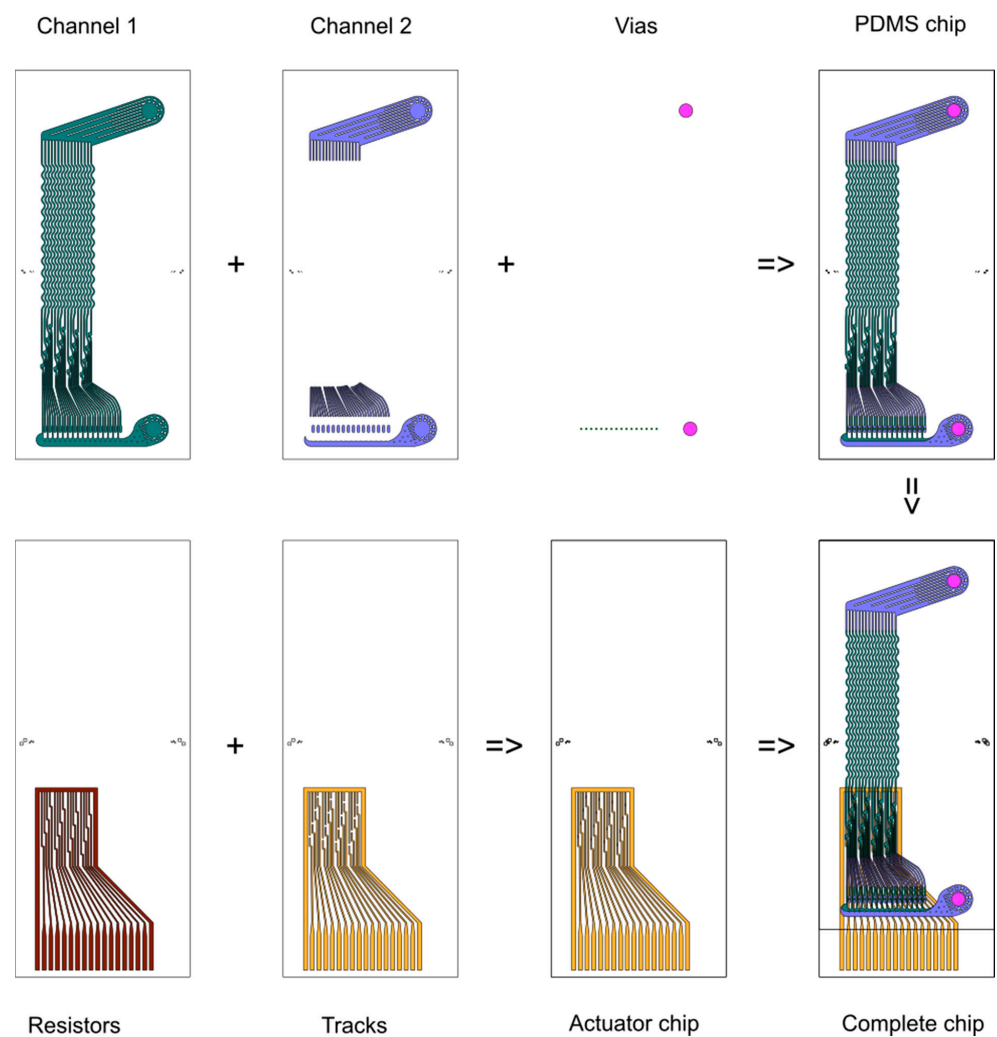 Channel 1
Channel 2
Vias
PDMS chip
+
+
=>
=>
+
=>
=>
Resistors
Tracks
Actuator chip
Complete chip